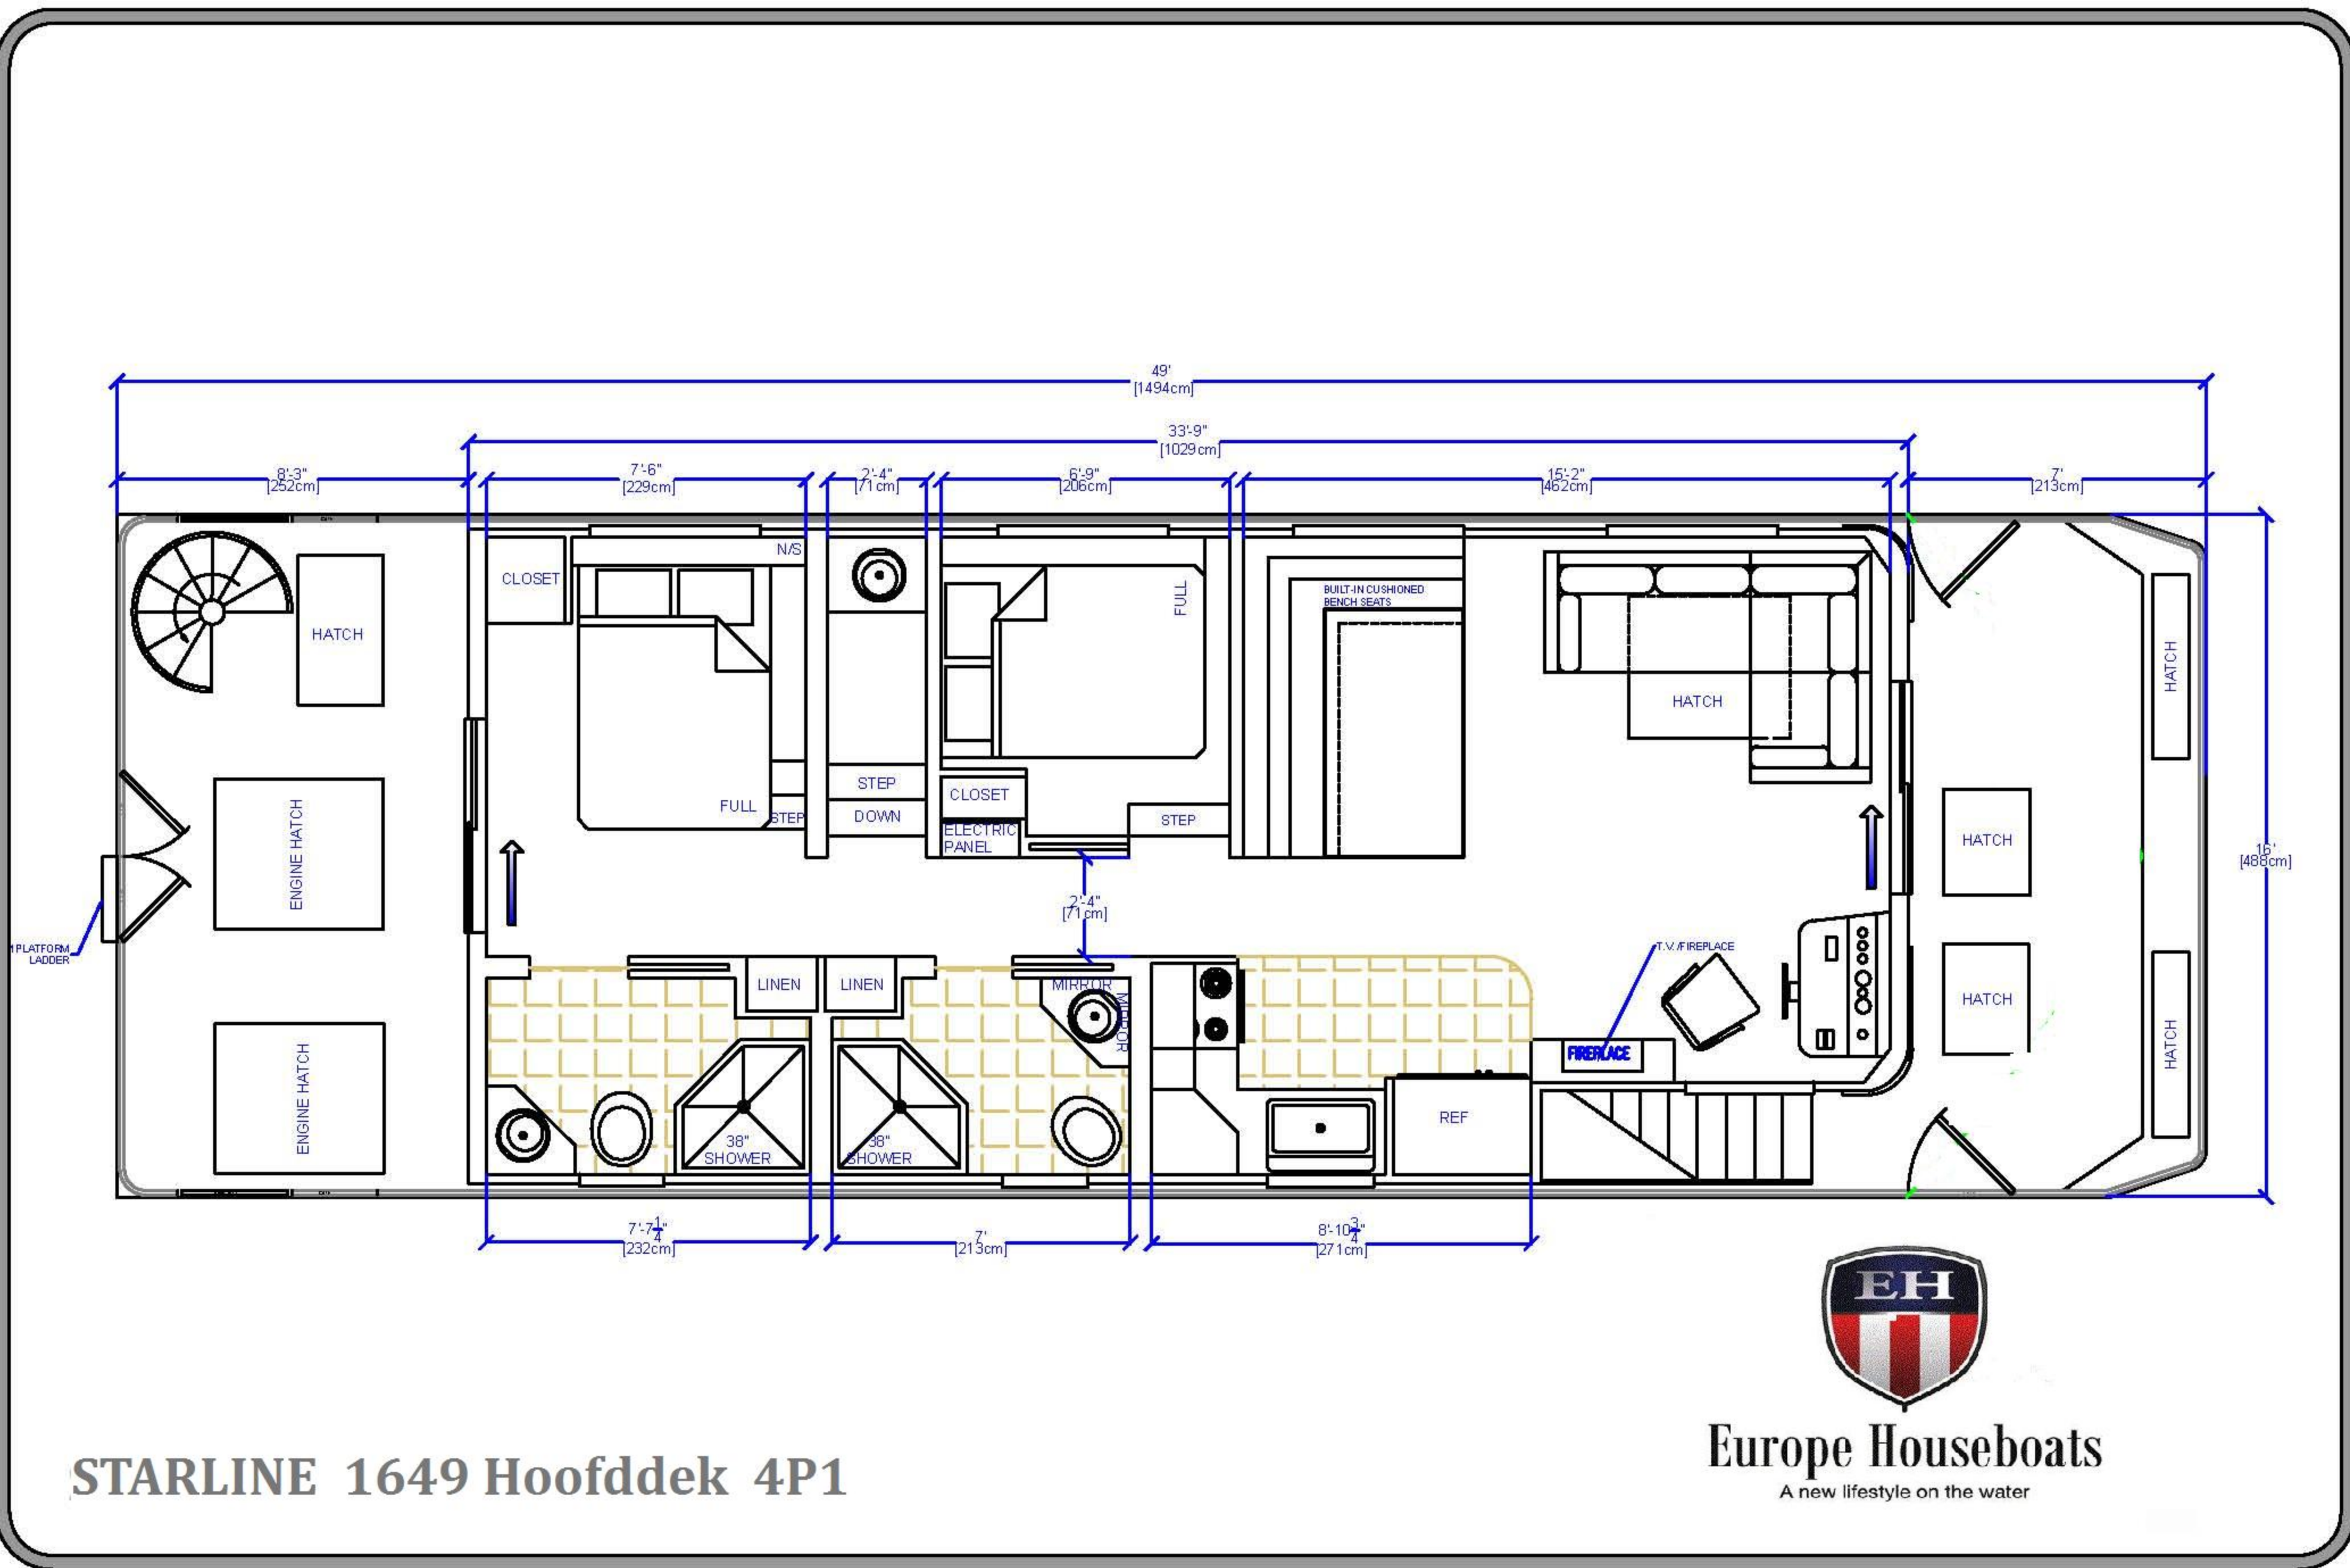 49'
[1494cm]
33'-9"
[1029cm]
8'-3"
[252cm]
7'-6"
[229cm]
2'-4"
[71cm]
6'-9"
[206cm]
15'-2"
[462cm]
7'
[213cm]
N/S
CLOSET
HATCH
FULL
BUILT-IN CUSHIONED
BENCH SEATS
HATCH
HATCH
STEP
CLOSET
FULL
STEP
DOWN
ELECTRIC
PANEL
STEP
ENGINE HATCH
HATCH
16'
[488cm]
2'-4"
[71cm]
PLATFORM
LADDER
T.V./FIREPLACE
LINEN
LINEN
MIRROR
MIRROR
HATCH
FIREPLACE
ENGINE HATCH
HATCH
REF
38"
SHOWER
38"
SHOWER
7'-7 1/4"
[232cm]
7'
[213cm]
8'-10 3/4"
[271cm]
EH
Europe Houseboats
A new lifestyle on the water
STARLINE 1649 Hoofddek 4P1